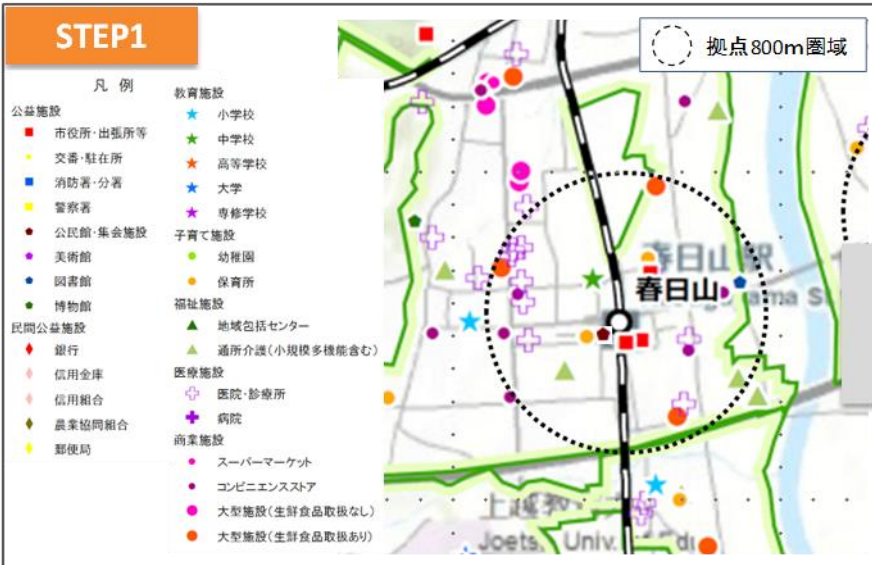 STEP1
拠点800m圏域
凡 例
公益施設
市役所・出張所等
交番・駐在所
消防署・分署
警察署
公民館・集会施設
美術館
図書館
博物館
民間公益施設
銀行
信用金庫
信用組合
農業協同組合
郵便局
教育施設
小学校
中学校
高等学校
大学
専修学校
子育て施設
幼稚園
保育所
福祉施設
地域包括センター
通所介護(小規模多機能含む)
医療施設
医院・診療所
病院
商業施設
スーパーマーケット
コンビニエンスストア
大型施設(生鮮食品取扱なし)
大型施設(生鮮食品取扱あり)
春日山駅
春日山
Joets
Univ